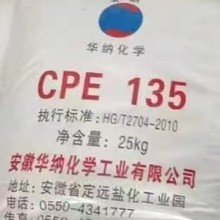 华纳化学
CPE 135
执行标准：HG/T2704-2010
净含量：25kg
安徽华纳化学工业有限公司
地址：安徽省定远盐化工业园
电话：0550-4341777